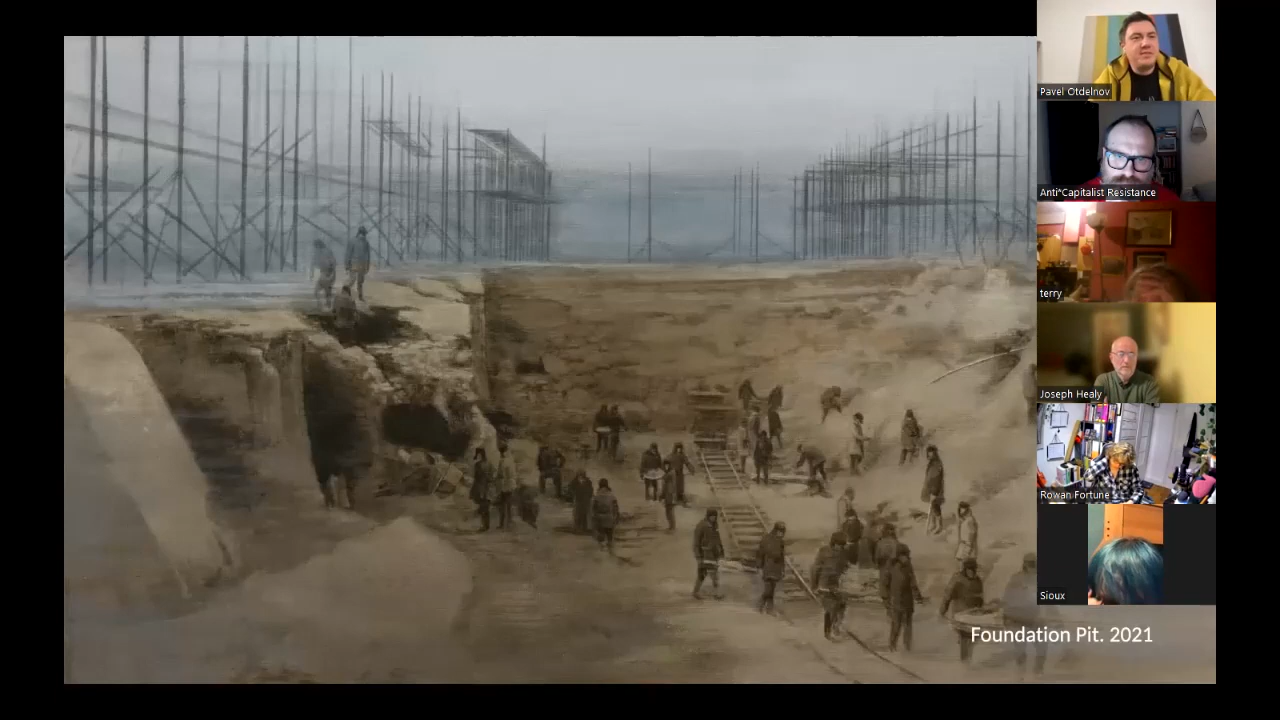 Pavel Otdelnov
Anti*Capitalist Resistance
terry
Joseph Healy
Rowan Fortune
Sioux
Foundation Pit. 2021